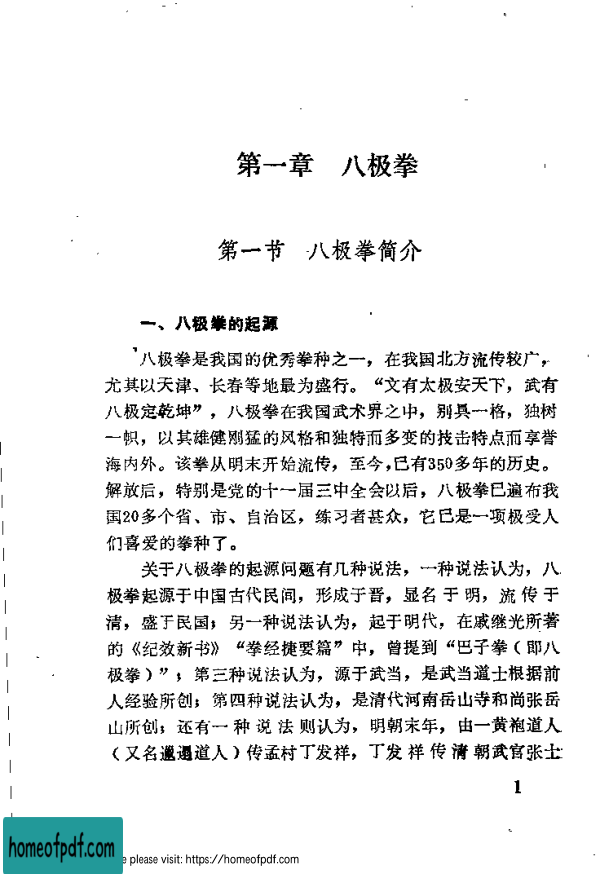 第一章 八极拳
第一节 八极拳简介
一、八极拳的起源
八极拳是我国的优秀拳种之一，在我国北方流传较广，
尤其以天津、长春等地最为盛行。“文有太极安天下，武有
八极定乾坤”，八极拳在我国武术界之中，别具一格，独树
一帜，以其雄健刚猛的风格和独特而多变的技击特点而享誉
海内外。该拳从明末开始流传，至今，已有350多年的历史。
解放后，特别是党的十一届三中全会以后，八极拳已遍布我
国20多个省、市、自治区，练习者甚众，它已是一项极受人
们喜爱的拳种了。
关于八极拳的起源问题有几种说法，一种说法认为，八
极拳起源于中国古代民间，形成于晋，显名于明，流传于
清，盛于民国；另一种说法认为，起于明代，在戚继光所著
的《纪效新书》“拳经捷要篇”中，曾提到“巴子拳（即八
极拳）”；第三种说法认为，源于武当，是武当道士根据前
人经验所创；第四种说法认为，是清代河南岳山寺和尚张岳
山所创；还有一种说法则认为，明朝末年，由一黄袍道人
（又名邋遢道人）传孟村丁发祥，丁发祥传清朝武官张士
1
homeofpdf.com
e please visit: https://homeofpdf.com